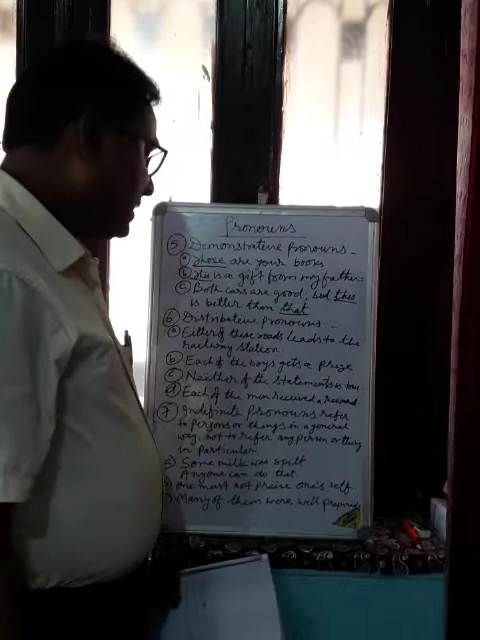 Pronouns
5 Demonstrative pronouns -
a Those are your books
b This is a gift from my father.
c Both cars are good, but this
is better than that
6 Distributive pronouns -
a Either of these roads leads to the
railway station
b Each of the boys gets a prize
c Neither of the statements is true
d Each of the men received a reward.
7 Indefinite pronouns refer
to persons or things in a general
way, not to refer any person or thing
in particular
a Some milk was spilt
Anyone can do that
one must not praise one's self
Many of them were well prepared